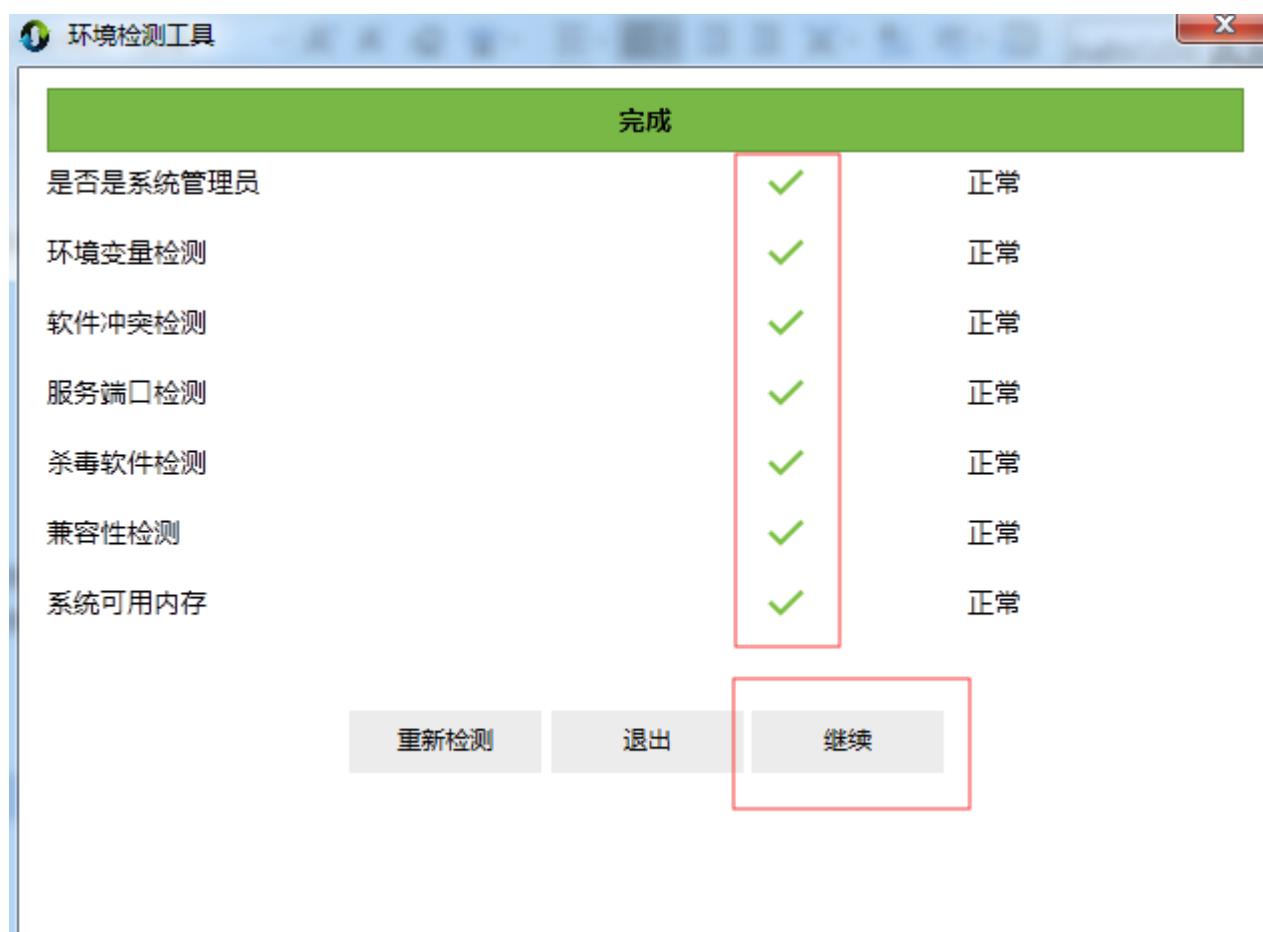 环境检测工具
完成
是否是系统管理员 正常
环境变量检测 正常
软件冲突检测 正常
服务端口检测 正常
杀毒软件检测 正常
兼容性检测 正常
系统可用内存 正常
重新检测 退出 继续